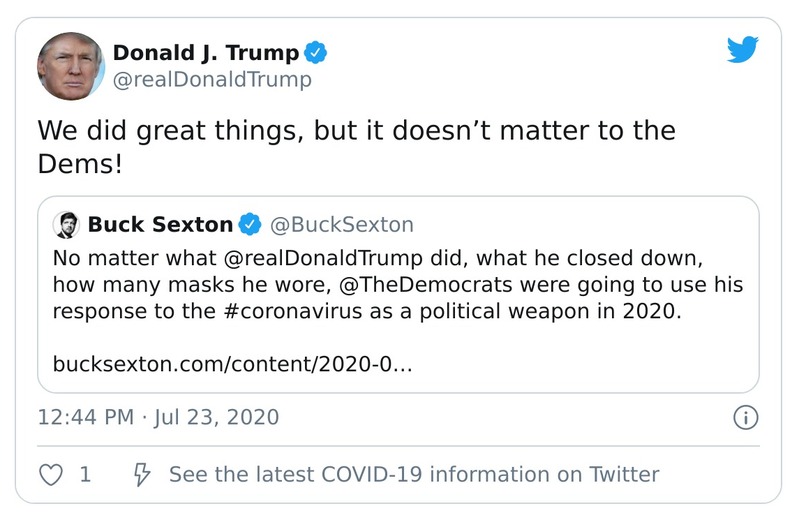 Donald J. Trump
@realDonaldTrump
We did great things, but it doesn’t matter to the
Dems!
Buck Sexton @BuckSexton
No matter what @realDonaldTrump did, what he closed down,
how many masks he wore, @TheDemocrats were going to use his
response to the #coronavirus as a political weapon in 2020.
bucksexton.com/content/2020-0…
12:44 PM · Jul 23, 2020
1 See the latest COVID-19 information on Twitter